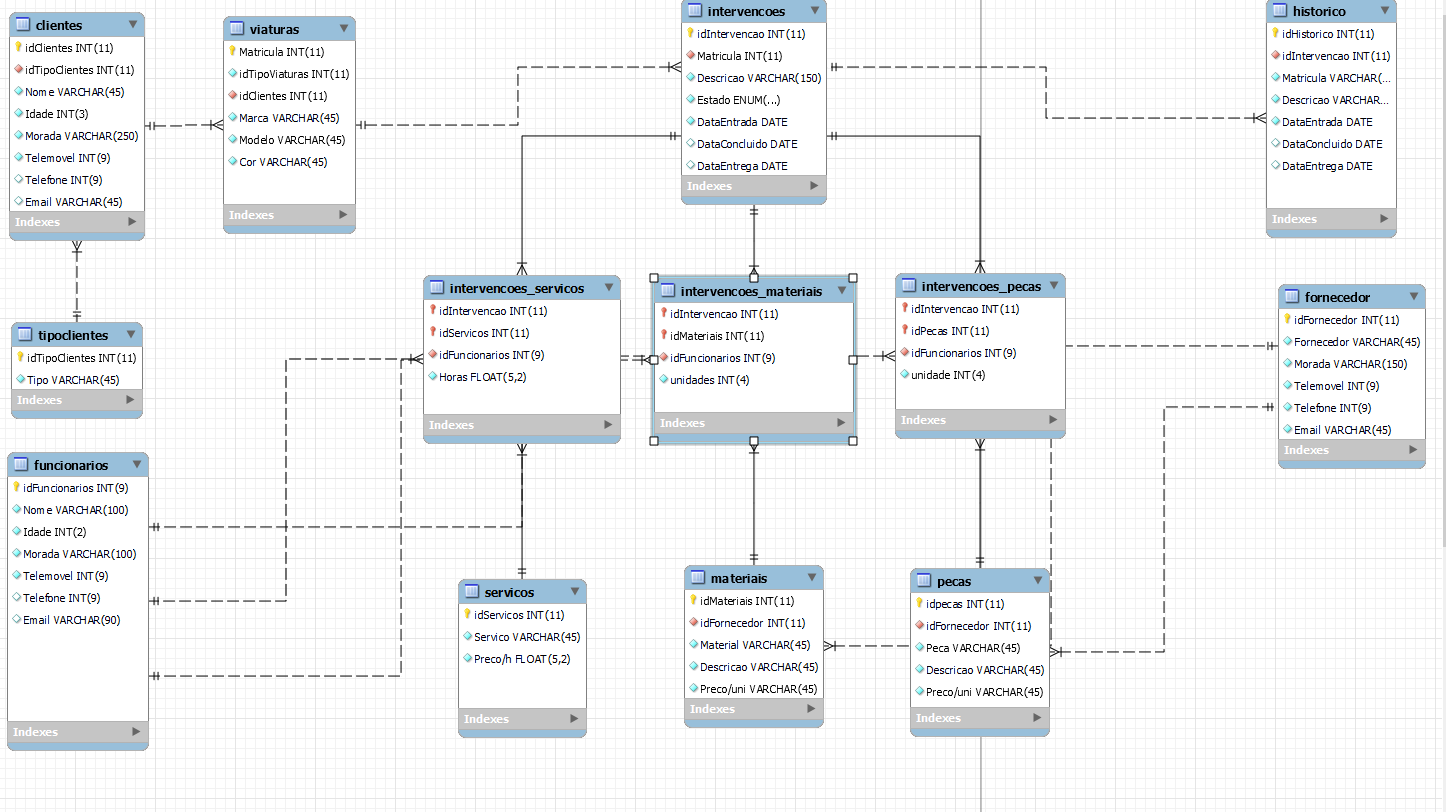 clientes
idClientes INT(11)
idTipoClientes INT(11)
Nome VARCHAR(45)
Idade INT(3)
Morada VARCHAR(250)
Telemovel INT(9)
Telefone INT(9)
Email VARCHAR(45)
Indexes
viaturas
Matricula INT(11)
idTipoViaturas INT(11)
idClientes INT(11)
Marca VARCHAR(45)
Modelo VARCHAR(45)
Cor VARCHAR(45)
Indexes
intervencoes
idIntervencao INT(11)
Matricula INT(11)
Descricao VARCHAR(150)
Estado ENUM(...)
DataEntrada DATE
DataConcluido DATE
DataEntrega DATE
Indexes
historico
idHistorico INT(11)
idIntervencao INT(11)
Matricula VARCHAR(...
Descricao VARCHAR...
DataEntrada DATE
DataConcluido DATE
DataEntrega DATE
Indexes
tipoclientes
idTipoClientes INT(11)
Tipo VARCHAR(45)
Indexes
intervencoes_servicos
idIntervencao INT(11)
idServicos INT(11)
idFuncionarios INT(9)
Horas FLOAT(5,2)
Indexes
intervencoes_materiais
idIntervencao INT(11)
idMateriais INT(11)
idFuncionarios INT(9)
unidades INT(4)
Indexes
intervencoes_pecas
idIntervencao INT(11)
idPecas INT(11)
idFuncionarios INT(9)
unidade INT(4)
Indexes
fornecedor
idFornecedor INT(11)
Fornecedor VARCHAR(45)
Morada VARCHAR(150)
Telemovel INT(9)
Telefone INT(9)
Email VARCHAR(45)
Indexes
funcionarios
idFuncionarios INT(9)
Nome VARCHAR(100)
Idade INT(2)
Morada VARCHAR(100)
Telemovel INT(9)
Telefone INT(9)
Email VARCHAR(90)
Indexes
servicos
idServicos INT(11)
Servico VARCHAR(45)
Preco/h FLOAT(5,2)
Indexes
materiais
idMateriais INT(11)
idFornecedor INT(11)
Material VARCHAR(45)
Descricao VARCHAR(45)
Preco/uni VARCHAR(45)
Indexes
pecas
idpecas INT(11)
idFornecedor INT(11)
Peca VARCHAR(45)
Descricao VARCHAR(45)
Preco/uni VARCHAR(45)
Indexes